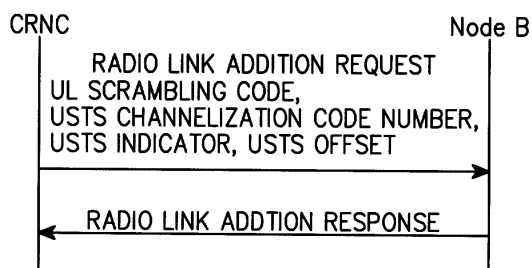 CRNC
Node B
RADIO LINK ADDITION REQUEST
UL SCRAMBLING CODE,
USTS CHANNELIZATION CODE NUMBER,
USTS INDICATOR, USTS OFFSET
RADIO LINK ADDTION RESPONSE